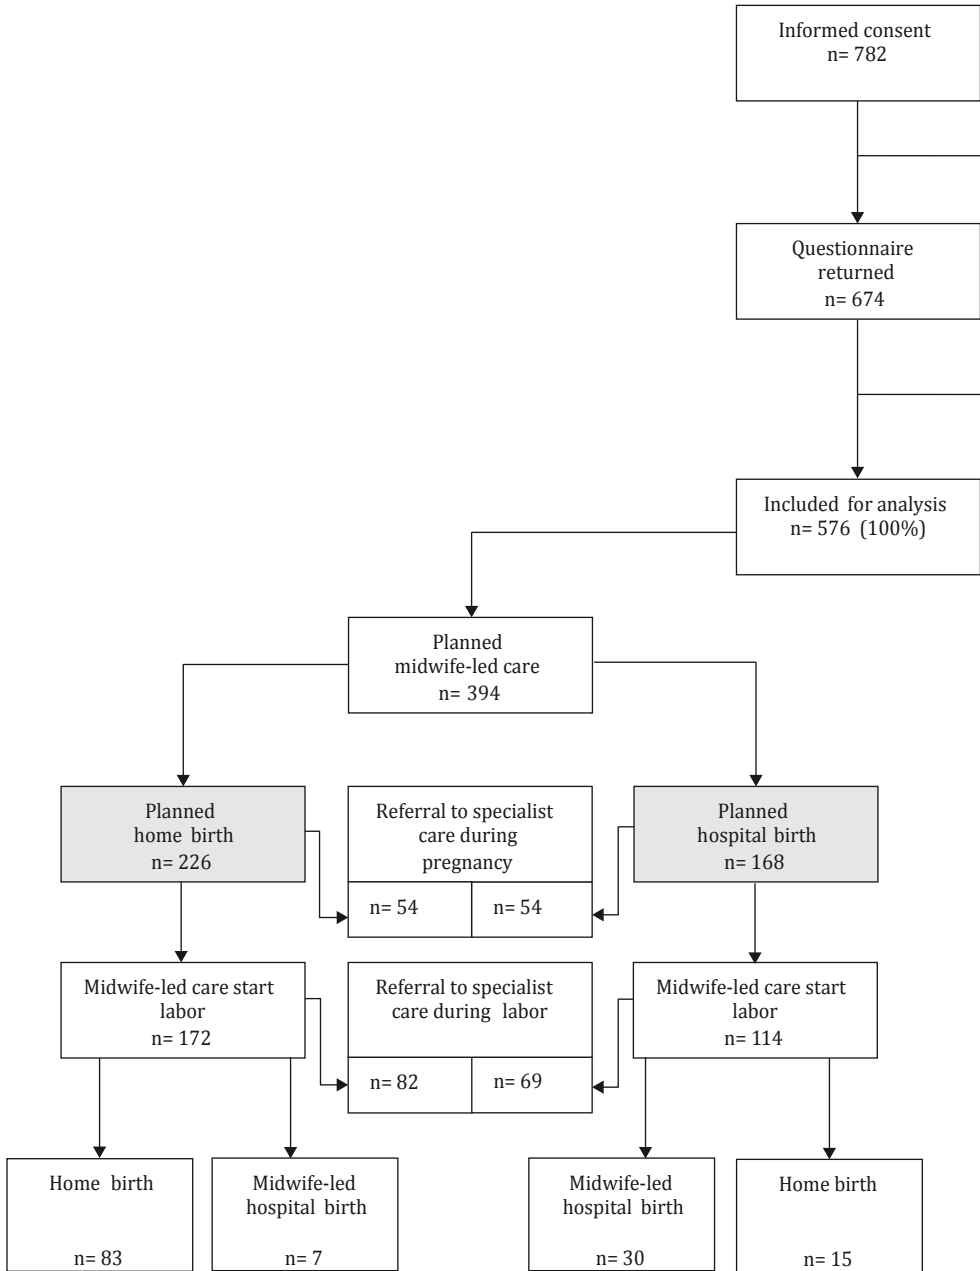 Informed consent
n= 782
Questionnaire
returned
n= 674
Included for analysis
n= 576 (100%)
Planned
midwife-led care
n= 394
Planned
home birth
n= 226
Referral to specialist
care during
pregnancy
n= 54
n= 54
Planned
hospital birth
n= 168
Midwife-led care start
labor
n= 172
Referral to specialist
care during labor
n= 82
n= 69
Midwife-led care start
labor
n= 114
Home birth
n= 83
Midwife-led
hospital birth
n= 7
Midwife-led
hospital birth
n= 30
Home birth
n= 15